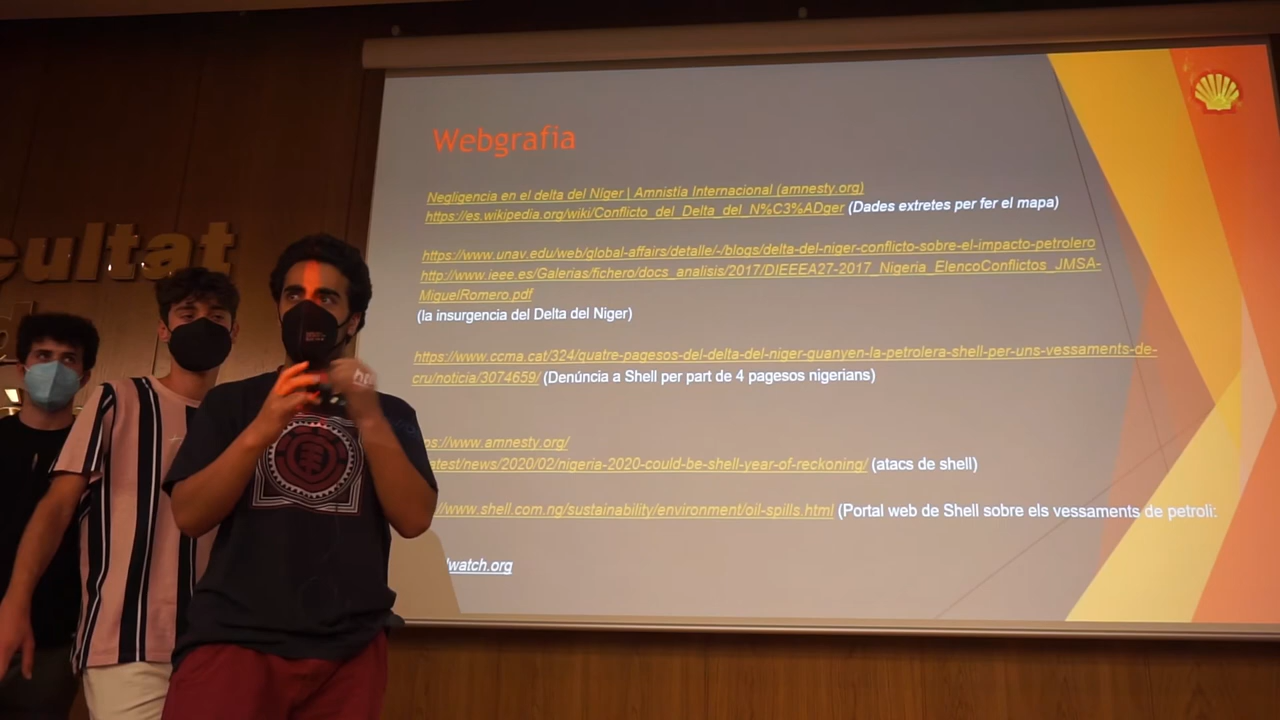 cultat
Webgrafia
Negligencia en el delta del Níger | Amnistía Internacional (amnesty.org)
https://es.wikipedia.org/wiki/Conflicto_del_Delta_del_N%C3%ADger (Dades extretes per fer el mapa)
https://www.unav.edu/web/global-affairs/detalle/-/blogs/delta-del-niger-conflicto-sobre-el-impacto-petrolero
http://www.ieee.es/Galerias/fichero/docs_analisis/2017/DIEEEA27-2017_Nigeria_ElencoConflictos_JMSA-
MiguelRomero.pdf
(la insurgencia del Delta del Niger)
https://www.ccma.cat/324/quatre-pagesos-del-delta-del-niger-guanyen-la-petrolera-shell-per-uns-vessaments-de-
cru/noticia/3074659/ (Denúncia a Shell per part de 4 pagesos nigerians)
ps://www.amnesty.org/
atest/news/2020/02/nigeria-2020-could-be-shell-year-of-reckoning/ (atacs de shell)
/www.shell.com.ng/sustainability/environment/oil-spills.html (Portal web de Shell sobre els vessaments de petroli:
lwatch.org